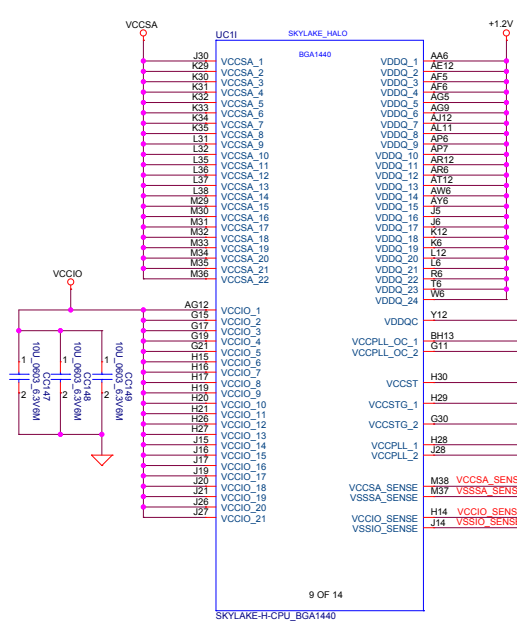 VCCSA
+1.2V
UC1I
SKYLAKE_HALO
BGA1440
J30 VCCSA_1
K29 VCCSA_2
K30 VCCSA_3
K31 VCCSA_4
K32 VCCSA_5
K33 VCCSA_6
K34 VCCSA_7
K35 VCCSA_8
L31 VCCSA_9
L32 VCCSA_10
L35 VCCSA_11
L36 VCCSA_12
L37 VCCSA_13
L38 VCCSA_14
M29 VCCSA_15
M30 VCCSA_16
M31 VCCSA_17
M32 VCCSA_18
M33 VCCSA_19
M34 VCCSA_20
M35 VCCSA_21
M36 VCCSA_22
VCCIO
AG12 VCCIO_1
G15 VCCIO_2
G17 VCCIO_3
G19 VCCIO_4
G21 VCCIO_5
H15 VCCIO_6
H16 VCCIO_7
H17 VCCIO_8
H19 VCCIO_9
H20 VCCIO_10
H21 VCCIO_11
H26 VCCIO_12
H27 VCCIO_13
J15 VCCIO_14
J16 VCCIO_15
J17 VCCIO_16
J19 VCCIO_17
J20 VCCIO_18
J21 VCCIO_19
J26 VCCIO_20
J27 VCCIO_21
1 1 1
2 2 2
CC147
10U_0603_6.3V6M
CC148
10U_0603_6.3V6M
CC149
10U_0603_6.3V6M
VDDQ_1 AA6
VDDQ_2 AE12
VDDQ_3 AF5
VDDQ_4 AF6
VDDQ_5 AG5
VDDQ_6 AG9
VDDQ_7 AJ12
VDDQ_8 AL11
VDDQ_9 AP6
VDDQ_10 AP7
VDDQ_11 AR12
VDDQ_12 AR6
VDDQ_13 AT12
VDDQ_14 AW6
VDDQ_15 AY6
VDDQ_16 J5
VDDQ_17 J6
VDDQ_18 K12
VDDQ_19 K6
VDDQ_20 L12
VDDQ_21 L6
VDDQ_22 R6
VDDQ_23 T6
VDDQ_24 W6
VDDQC Y12
VCCPLL_OC_1 BH13
VCCPLL_OC_2 G11
VCCST H30
VCCSTG_1 H29
VCCSTG_2 G30
VCCPLL_1 H28
VCCPLL_2 J28
VCCSA_SENSE M38 VCCSA_SENS
VSSSA_SENSE M37 VSSSA_SENS
VCCIO_SENSE H14 VCCIO_SENS
VSSIO_SENSE J14 VSSIO_SENSE
9 OF 14
SKYLAKE-H-CPU_BGA1440